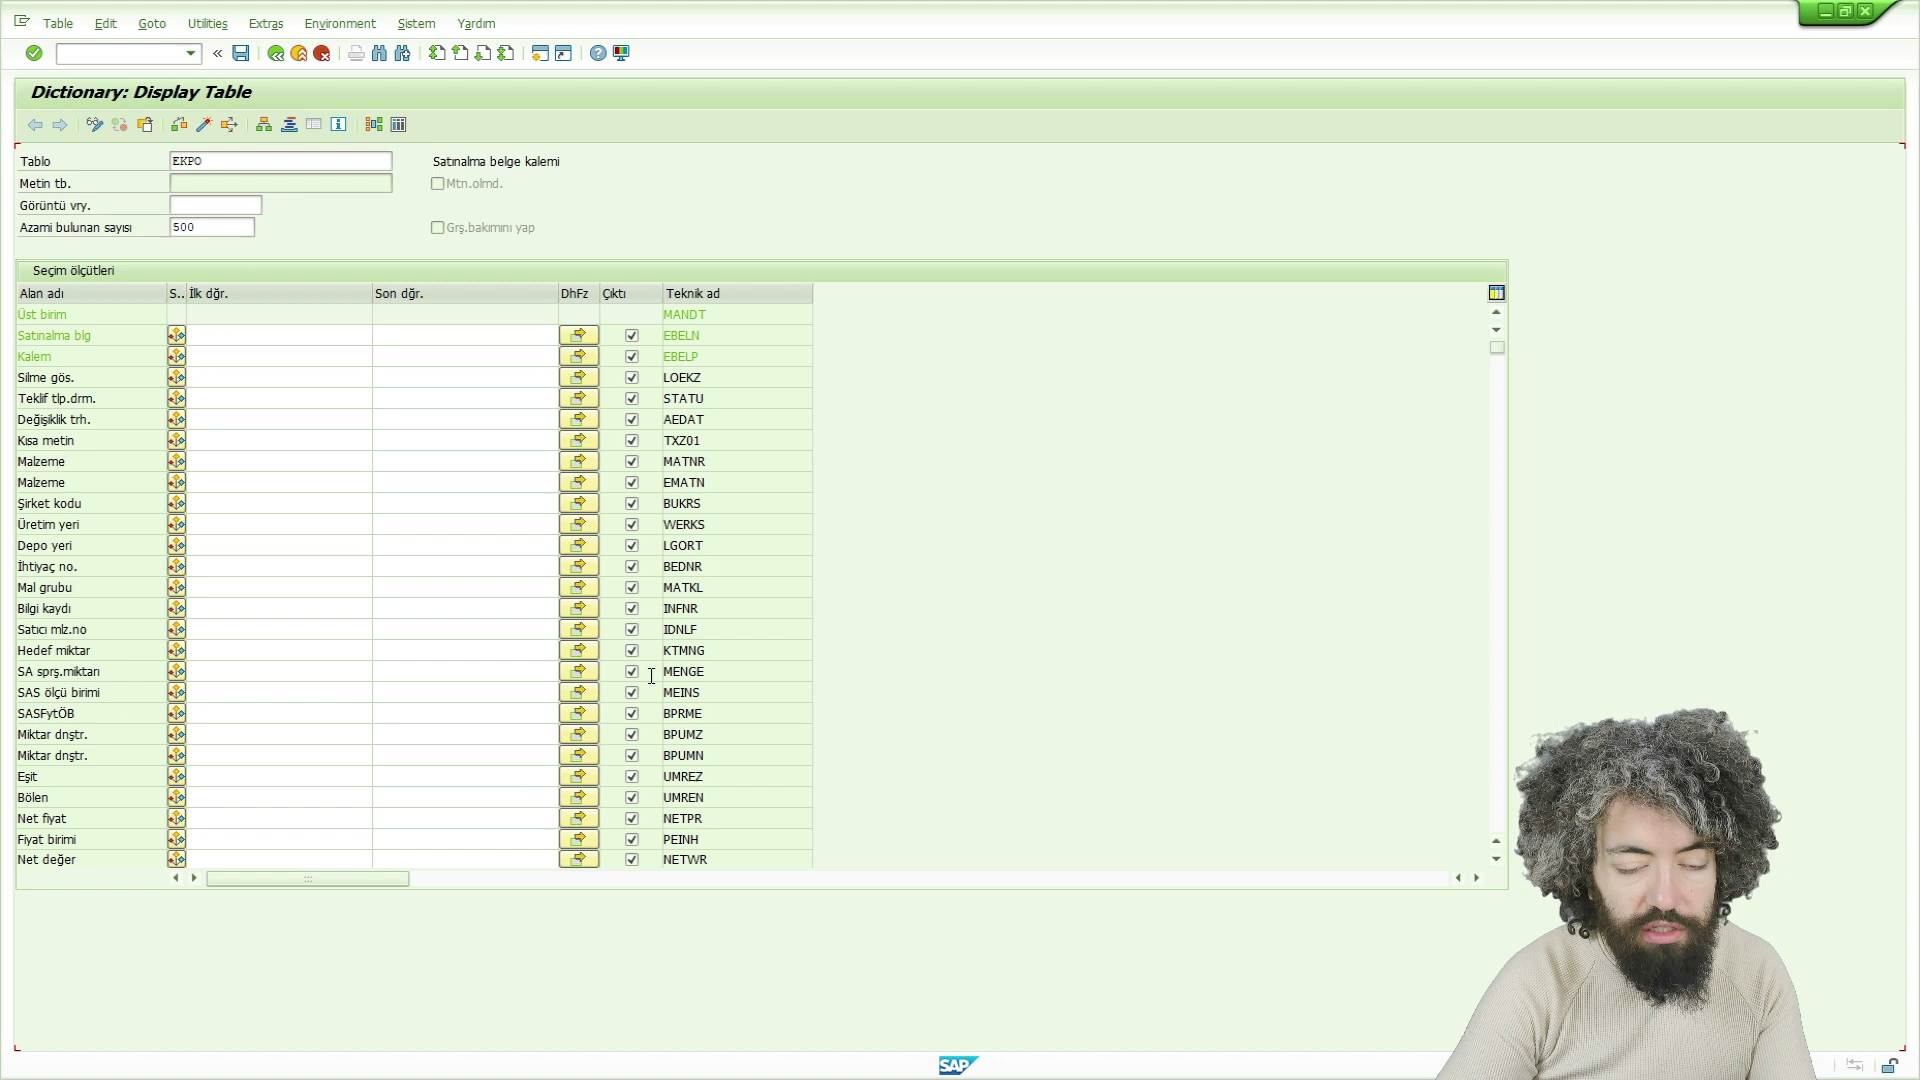 Table Edit Goto Utilities Extras Environment Sistem Yardım
Dictionary: Display Table
Tablo EKPO Satınalma belge kalemi
Metin tb. Mtn.olmd.
Görüntü vry.
Azami bulunan sayısı 500 Grş.bakımını yap
Seçim ölçütleri
Alan adı S.. İlk dğr. Son dğr. DhFz Çıktı Teknik ad
Üst birim MANDT
Satınalma blg EBELN
Kalem EBELP
Silme gös. LOEKZ
Teklif tlp.drm. STATU
Değişiklik trh. AEDAT
Kısa metin TXZ01
Malzeme MATNR
Malzeme EMATN
Şirket kodu BUKRS
Üretim yeri WERKS
Depo yeri LGORT
İhtiyaç no. BEDNR
Mal grubu MATKL
Bilgi kaydı INFNR
Satıcı mlz.no IDNLF
Hedef miktar KTMNG
SA sprş.miktarı MENGE
SAS ölçü birimi MEINS
SASFytÖB BPRME
Miktar dnştr. BPUMZ
Miktar dnştr. BPUMN
Eşit UMREZ
Bölen UMREN
Net fiyat NETPR
Fiyat birimi PEINH
Net değer NETWR
SAP